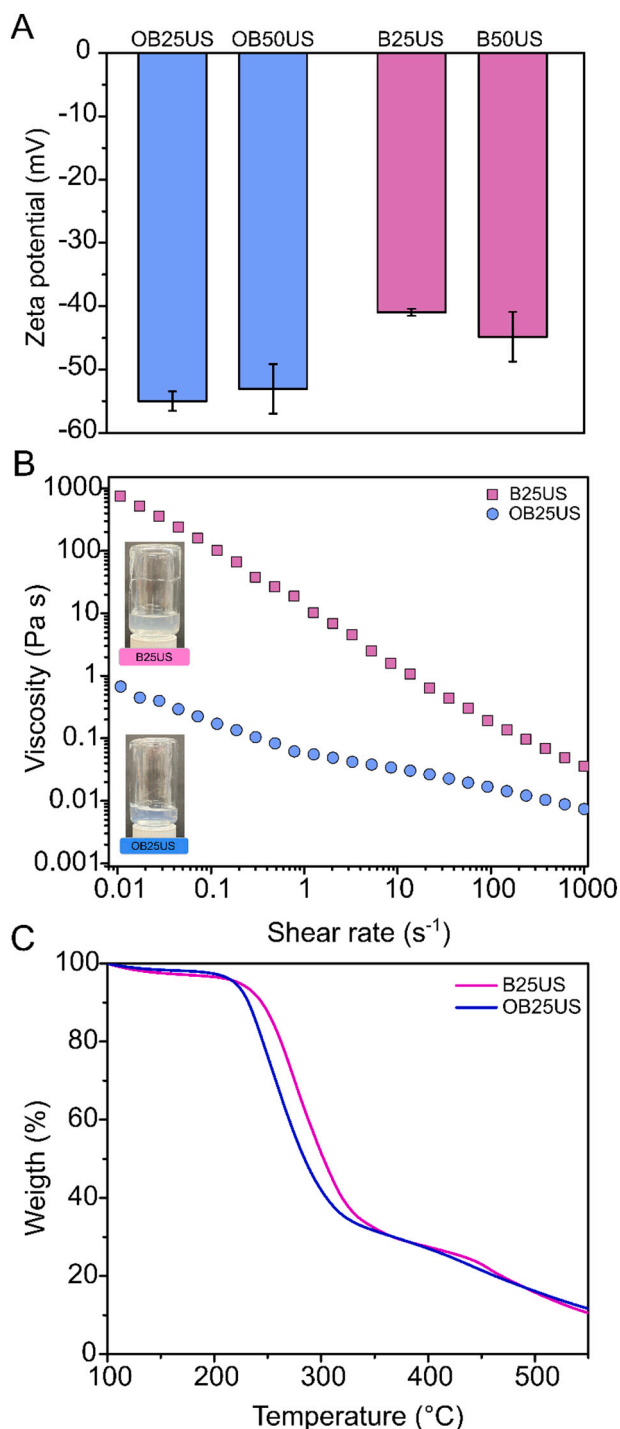 A
OB25US OB50US B25US B50US
0
-10
-20
-30
-40
-50
-60
Zeta potential (mV)
B
1000
100
10
1
0.1
0.01
0.001
Viscosity (Pa s)
B25US
OB25US
B25US
OB25US
0.01 0.1 1 10 100 1000
Shear rate (s⁻¹)
C
100
80
60
40
20
0
Weigth (%)
B25US
OB25US
100 200 300 400 500
Temperature (°C)